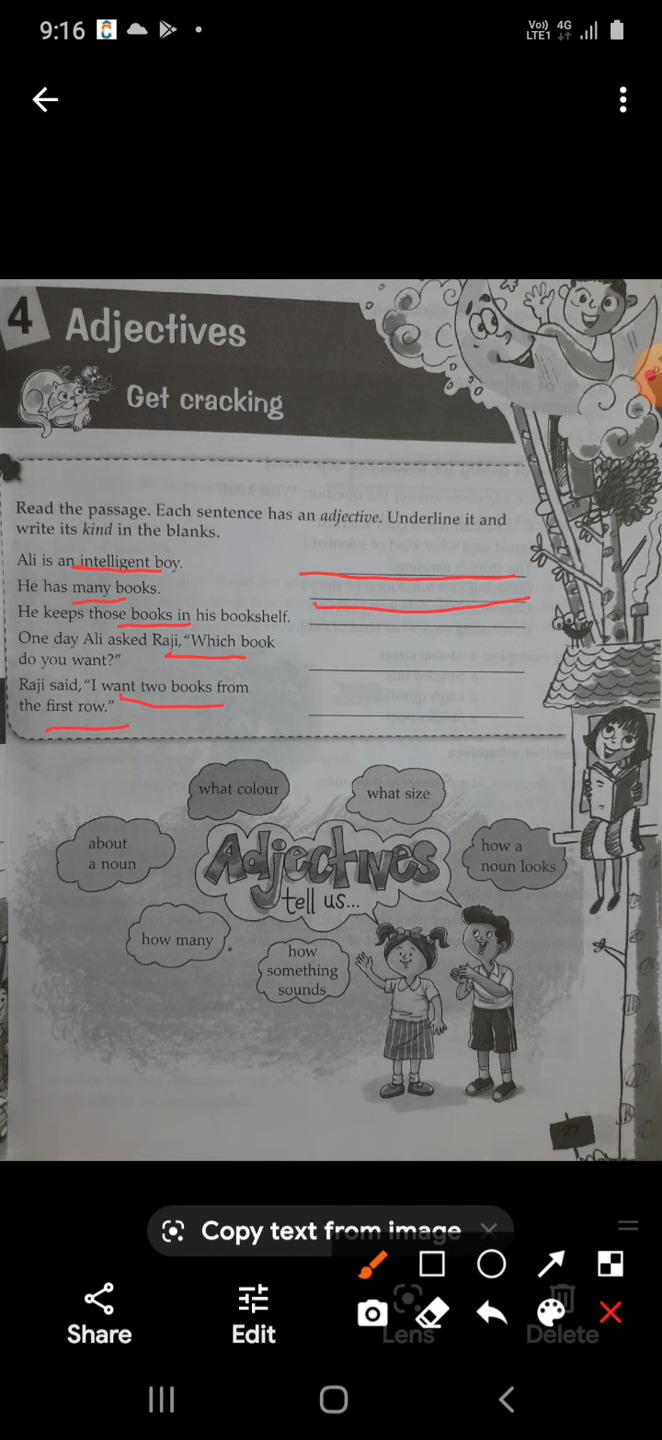 9:16
Vo)) 4G
LTE1
4 Adjectives
Get cracking
Read the passage. Each sentence has an adjective. Underline it and
write its kind in the blanks.
Ali is an intelligent boy.
He has many books.
He keeps those books in his bookshelf.
One day Ali asked Raji, “Which book
do you want?”
Raji said, “I want two books from
the first row.”
what colour
what size
about
a noun
Adjectives
tell us...
how a
noun looks
how many
how
something
sounds
27
Copy text from image
Share
Edit
Lens
Delete